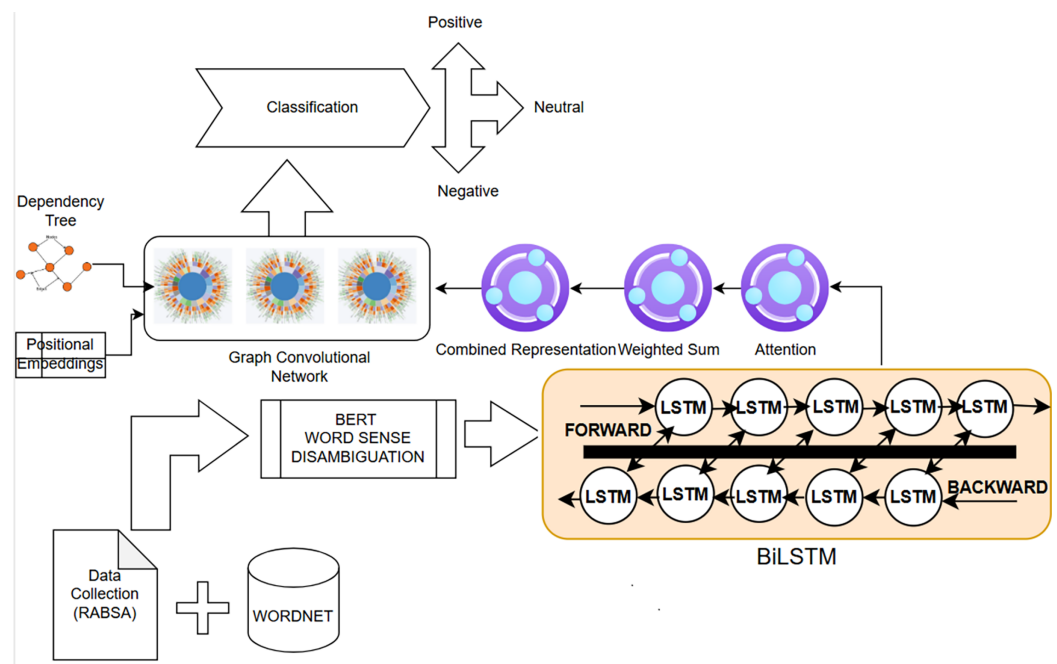 Positive
Classification
Neutral
Negative
Dependency
Tree
Positional
Embeddings
Graph Convolutional
Network
Combined Representation
Weighted Sum
Attention
BERT
WORD SENSE
DISAMBIGUATION
LSTM
LSTM
LSTM
LSTM
LSTM
FORWARD
BACKWARD
LSTM
LSTM
LSTM
LSTM
LSTM
BiLSTM
Data
Collection
(RABSA)
WORDNET